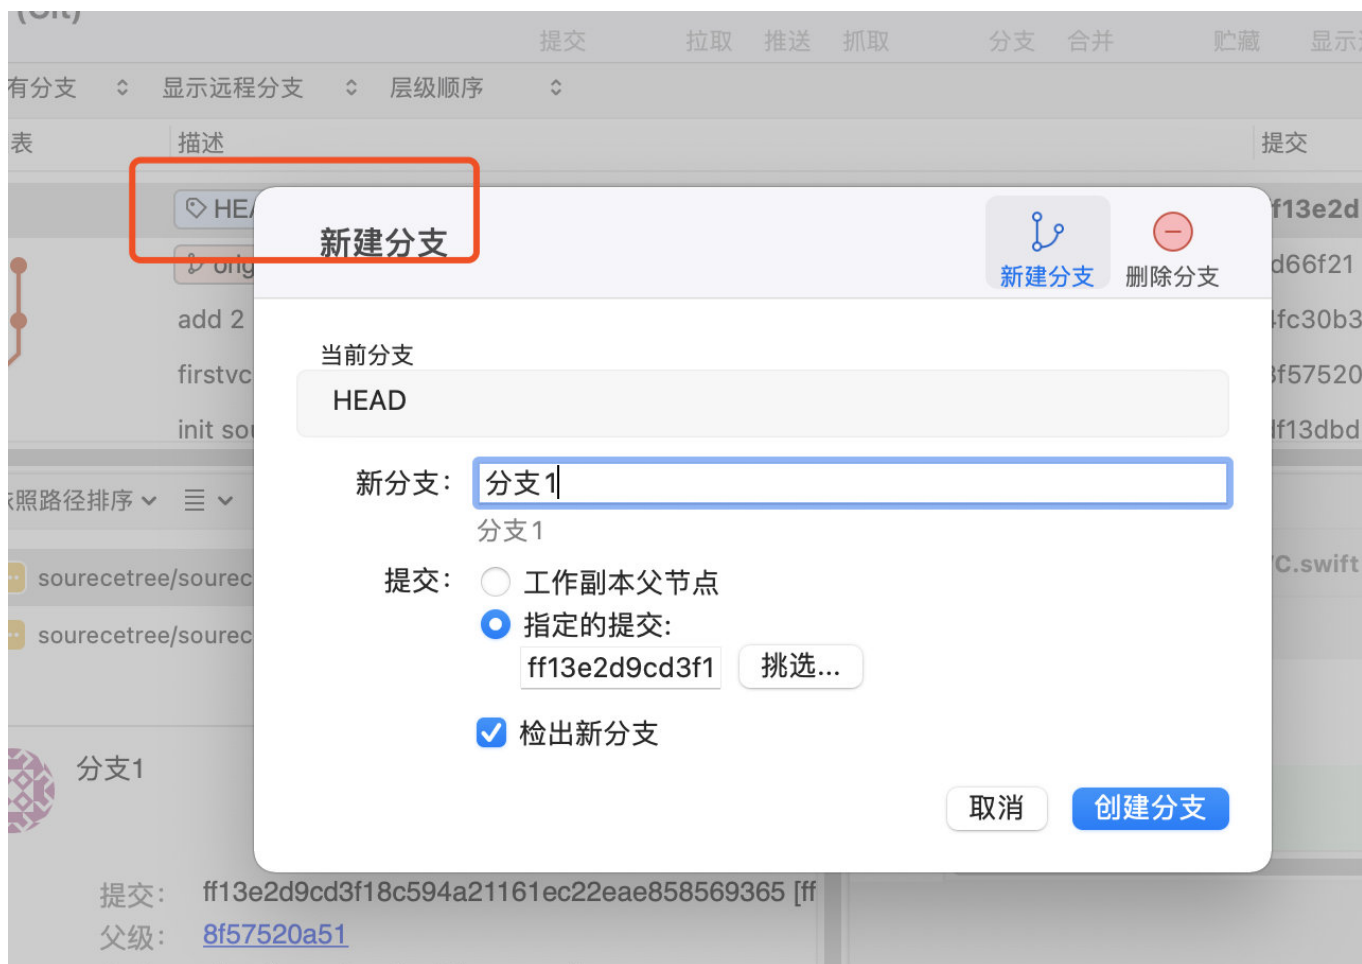 提交 拉取 推送 抓取 分支 合并 贮藏 显示
有分支 显示远程分支 层级顺序
表 描述 提交
HEA
新建分支
f13e2d
orig
新建分支 删除分支
d66f21
add 2
fc30b3
当前分支
firstvc
f57520
HEAD
init sou
f13dbd
照路径排序
新分支：
分支1
分支1
C.swift
sourecetree/sourec
提交：
工作副本父节点
指定的提交:
sourecetree/sourec
ff13e2d9cd3f1 挑选...
检出新分支
分支1
取消 创建分支
提交： ff13e2d9cd3f18c594a21161ec22eae858569365 [ff
父级： 8f57520a51